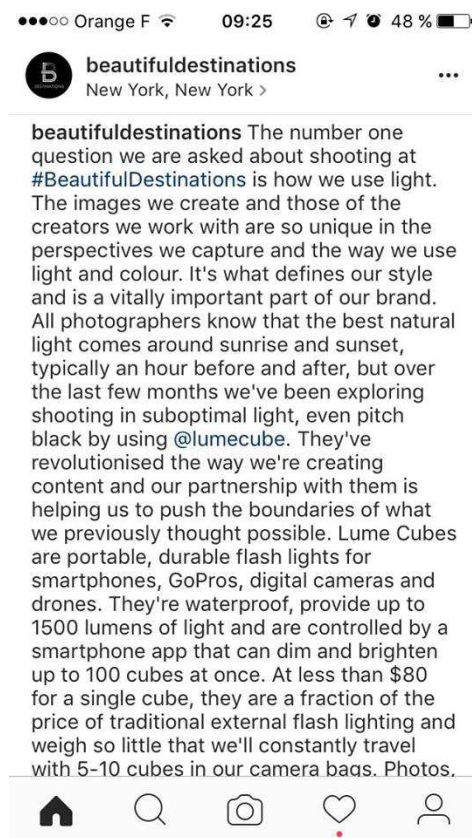 Orange F 09:25 48 %
B
DESTINATIONS
beautifuldestinations
New York, New York >
beautifuldestinations The number one
question we are asked about shooting at
#BeautifulDestinations is how we use light.
The images we create and those of the
creators we work with are so unique in the
perspectives we capture and the way we use
light and colour. It's what defines our style
and is a vitally important part of our brand.
All photographers know that the best natural
light comes around sunrise and sunset,
typically an hour before and after, but over
the last few months we've been exploring
shooting in suboptimal light, even pitch
black by using @lumecube. They've
revolutionised the way we're creating
content and our partnership with them is
helping us to push the boundaries of what
we previously thought possible. Lume Cubes
are portable, durable flash lights for
smartphones, GoPros, digital cameras and
drones. They're waterproof, provide up to
1500 lumens of light and are controlled by a
smartphone app that can dim and brighten
up to 100 cubes at once. At less than $80
for a single cube, they are a fraction of the
price of traditional external flash lighting and
weigh so little that we'll constantly travel
with 5-10 cubes in our camera bags. Photos,